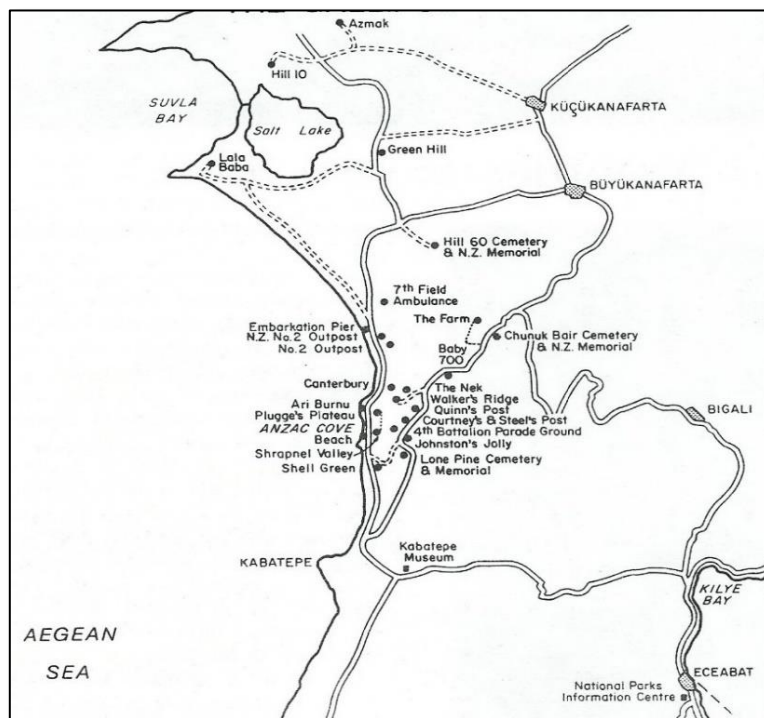 Azmak
Hill 10
SUVLA
BAY
Salt Lake
KÜÇÜKANAFARTA
Green Hill
Lala
Baba
BÜYÜKANAFARTA
Hill 60 Cemetery
& N.Z. Memorial
7th Field
Ambulance
The Farm
Embarkation Pier
N.Z. No.2 Outpost
No.2 Outpost
Chunuk Bair Cemetery
& N.Z. Memorial
Baby
700
Canterbury
The Nek
Walker's Ridge
Ari Burnu
Quinn's Post
Plugge's Plateau
Courtney's & Steel's Post
ANZAC COVE
4th Battalion Parade Ground
Beach
Johnston's Jolly
Shrapnel Valley
Lone Pine Cemetery
& Memorial
Shell Green
BIGALI
KABATEPE
Kabatepe
Museum
KILYE
BAY
AEGEAN
SEA
ECEABAT
National Parks
Information Centre